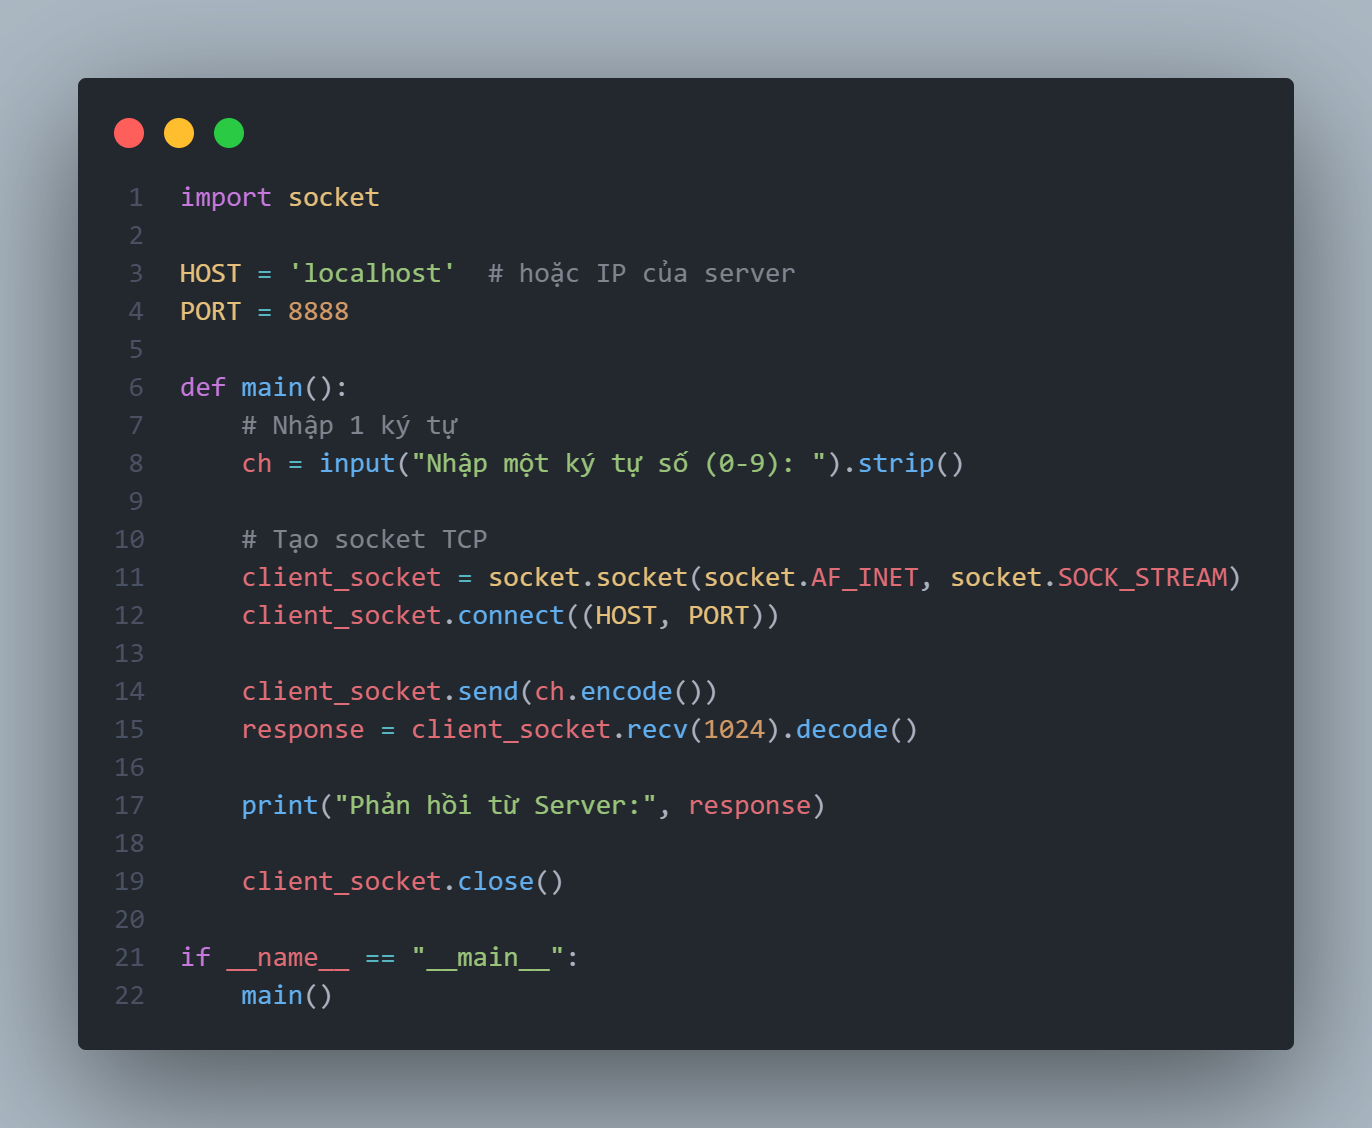 1 import socket
2
3 HOST = 'localhost'  # hoặc IP của server
4 PORT = 8888
5
6 def main():
7     # Nhập 1 ký tự
8     ch = input("Nhập một ký tự số (0-9): ").strip()
9
10     # Tạo socket TCP
11     client_socket = socket.socket(socket.AF_INET, socket.SOCK_STREAM)
12     client_socket.connect((HOST, PORT))
13
14     client_socket.send(ch.encode())
15     response = client_socket.recv(1024).decode()
16
17     print("Phản hồi từ Server:", response)
18
19     client_socket.close()
20
21 if __name__ == "__main__":
22     main()